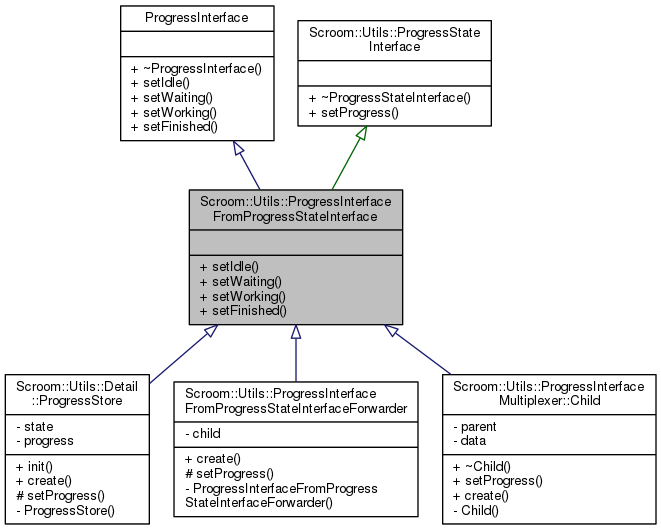 ProgressInterface
+ ~ProgressInterface()
+ setIdle()
+ setWaiting()
+ setWorking()
+ setFinished()
Scroom::Utils::ProgressState
Interface
+ ~ProgressStateInterface()
+ setProgress()
Scroom::Utils::ProgressInterface
FromProgressStateInterface
+ setIdle()
+ setWaiting()
+ setWorking()
+ setFinished()
Scroom::Utils::Detail
::ProgressStore
- state
- progress
+ init()
+ create()
# setProgress()
- ProgressStore()
Scroom::Utils::ProgressInterface
FromProgressStateInterfaceForwarder
- child
+ create()
# setProgress()
- ProgressInterfaceFromProgress
StateInterfaceForwarder()
Scroom::Utils::ProgressInterface
Multiplexer::Child
- parent
- data
+ ~Child()
+ setProgress()
+ create()
- Child()